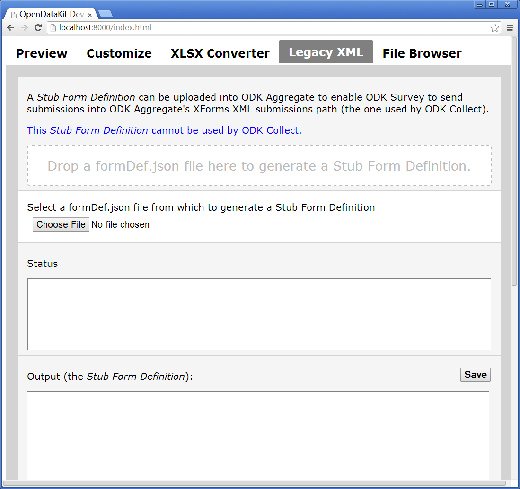 OpenDataKit Dev
localhost:8000/index.html
Preview Customize XLSX Converter Legacy XML File Browser
A Stub Form Definition can be uploaded into ODK Aggregate to enable ODK Survey to send
submissions into ODK Aggregate's XForms XML submissions path (the one used by ODK Collect).
This Stub Form Definition cannot be used by ODK Collect.
Drop a formDef.json file here to generate a Stub Form Definition.
Select a formDef.json file from which to generate a Stub Form Definition
Choose File No file chosen
Status
Output (the Stub Form Definition): Save